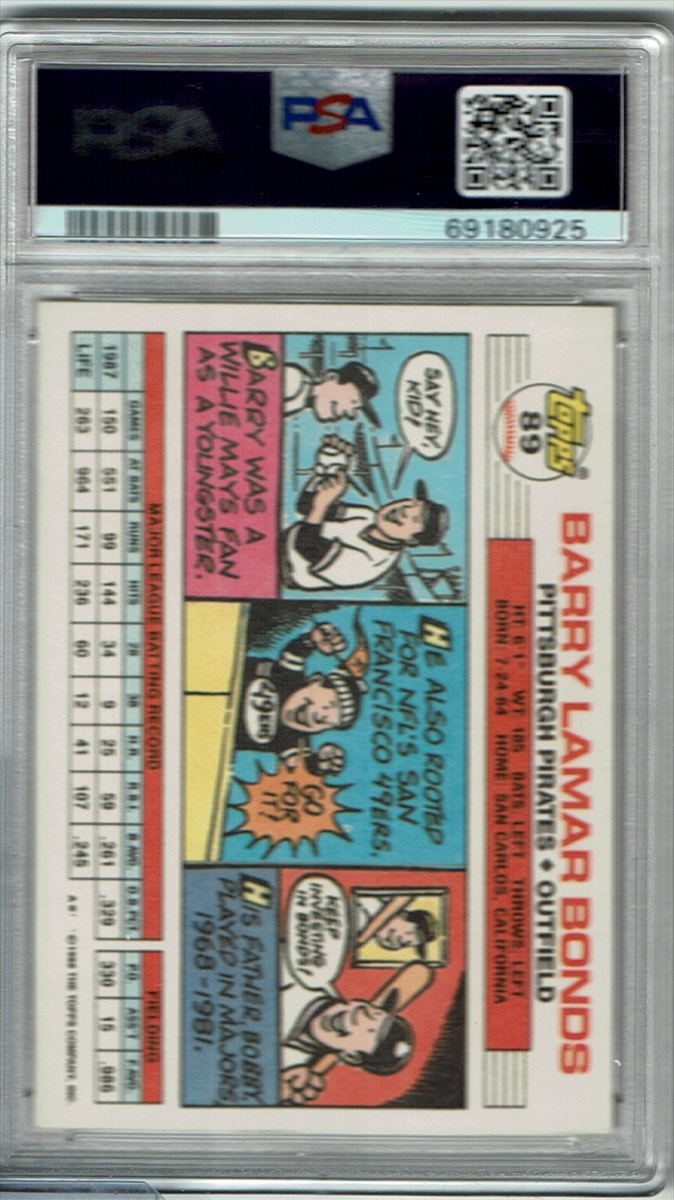 PSA
PSA
69180925
Topps®
89
BARRY LAMAR BONDS
PITTSBURGH PIRATES ♦ OUTFIELD
HT: 6'1" WT: 185 BATS: LEFT THROWS: LEFT
BORN: 7-24-64 HOME: SAN CARLOS, CALIFORNIA
SAY HEY, KID!
BARRY WAS A
WILLIE MAYS FAN
AS A YOUNGSTER.
HE ALSO ROOTED
FOR NFL'S SAN
FRANCISCO 49ERS.
49ERS
GO
FOR
IT!
KEEP
INVESTING
IN BONDS!
HIS FATHER, BOBBY,
PLAYED IN MAJORS,
1968-1981.
MAJOR LEAGUE BATTING RECORD FIELDING
GAMES AT BATS RUNS HITS 2B 3B H.R. R.B.I. B.AVG. O.B.PCT. P.O. AS'T F.AVG.
1987 150 551 99 144 34 9 25 59 .261 .329 330 15 .986
LIFE 263 964 171 236 60 12 41 107 .245
THE TOPPS COMPANY, INC.